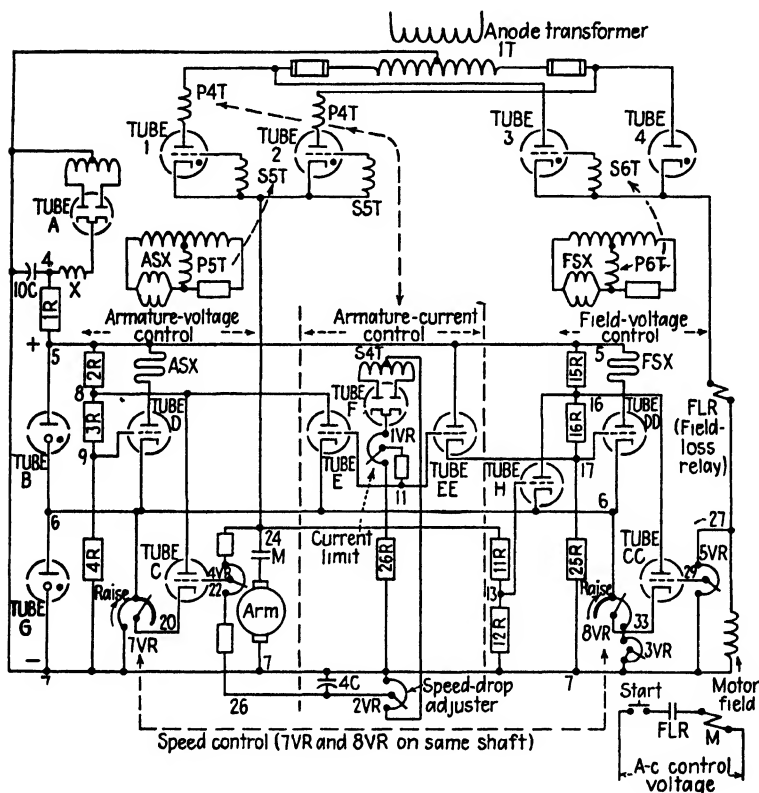 Anode transformer
1T
P4T
P4T
TUBE
1
TUBE
2
TUBE
3
TUBE
4
S5T
S5T
S6T
TUBE
A
ASX
P5T
FSX
P6T
4
10C
X
1R
Armature-voltage
control
Armature-current
control
Field-voltage
control
+
5
2R
ASX
S4T
5
15R
FSX
8
3R
TUBE
D
TUBE
F
1VR
16
16R
TUBE
DD
FLR
(Field-
loss
relay)
9
TUBE
B
TUBE
E
11
TUBE
EE
TUBE
H
17
6
6
Current
limit
24
M
27
4R
TUBE
C
4VR
22
26R
11R
25R
TUBE
CC
5VR
29
TUBE
G
Raise
20
7VR
Arm
13
12R
Raise
8VR
33
3VR
-
7
7
7
26
4C
2VR
Speed-drop
adjuster
Motor
field
Start
FLR
M
Speed control (7VR and 8VR on same shaft)
A-c control
voltage